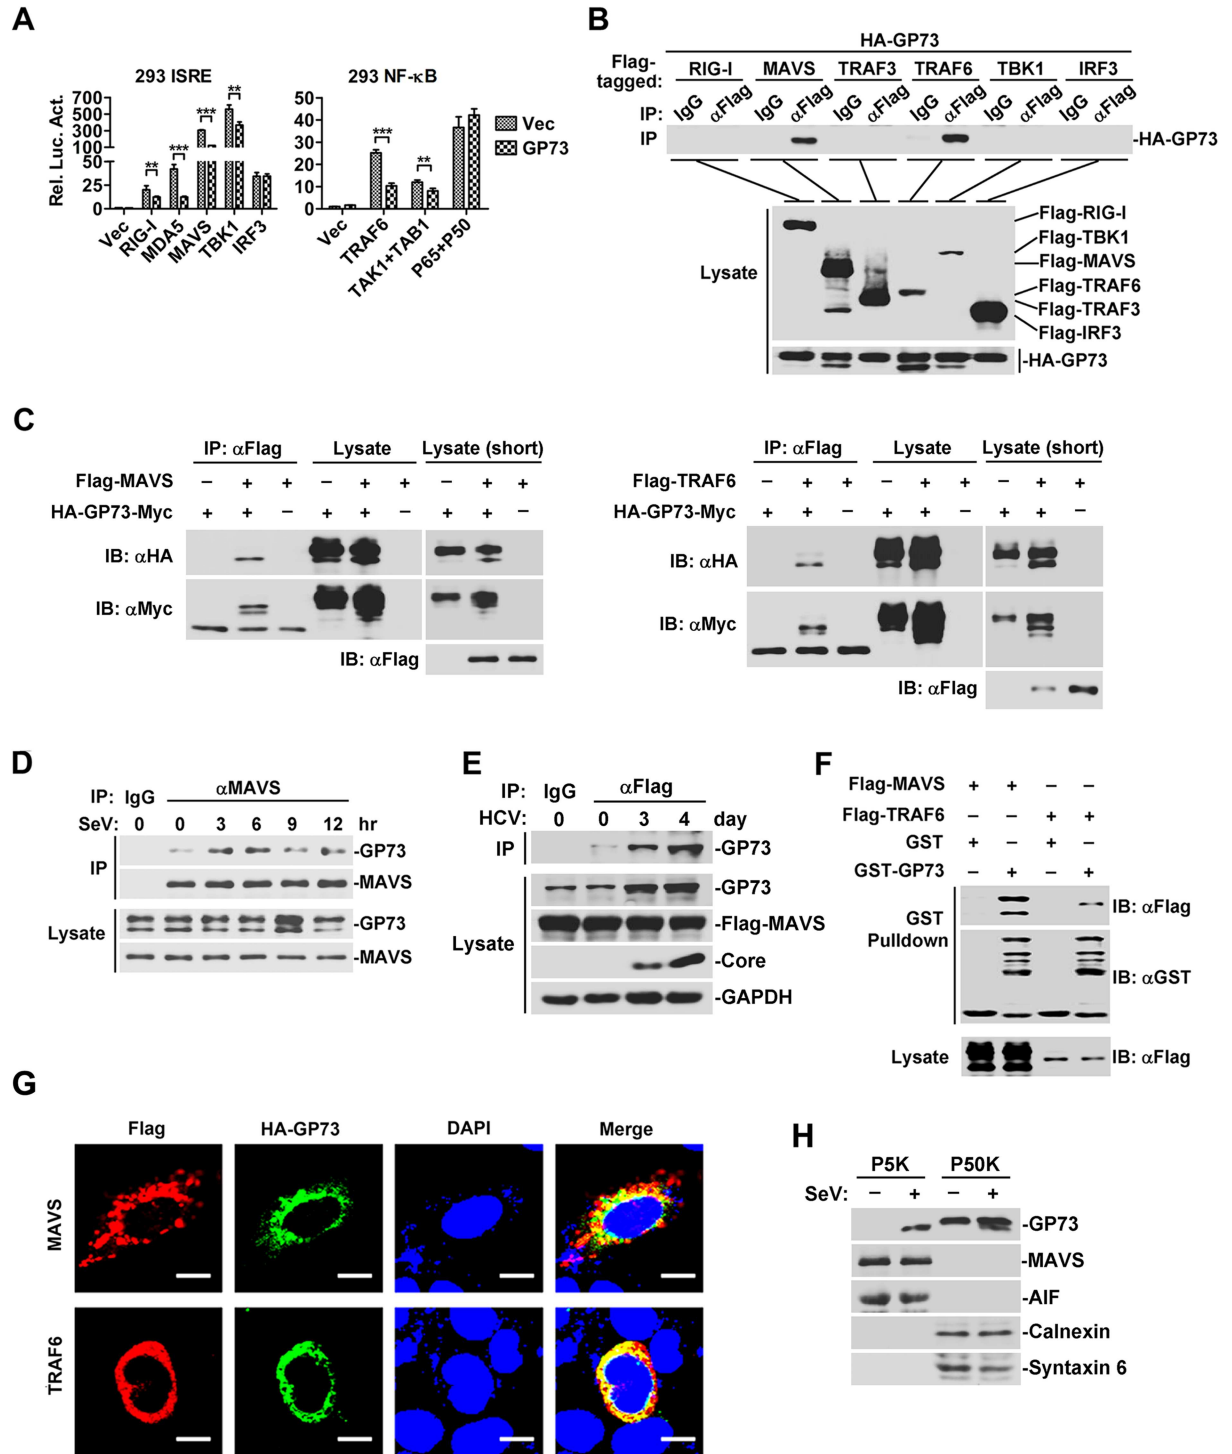 A
293 ISRE
293 NF-κB
Rel. Luc. Act.
700
500
300
100
50
25
0
** *** *** **
Vec RIG-I MDA5 MAVS TBK1 IRF3
50
40
30
20
10
0
*** **
Vec TRAF6 TAK1+TAB1 P65+P50
Vec
GP73
B
HA-GP73
Flag-tagged: RIG-I MAVS TRAF3 TRAF6 TBK1 IRF3
IP: IgG αFlag IgG αFlag IgG αFlag IgG αFlag IgG αFlag IgG αFlag
IP -HA-GP73
Lysate
Flag-RIG-I
Flag-TBK1
Flag-MAVS
Flag-TRAF6
Flag-TRAF3
Flag-IRF3
-HA-GP73
C
IP: αFlag Lysate Lysate (short)
Flag-MAVS − + + − + + − + +
HA-GP73-Myc + + − + + − + + −
IB: αHA
IB: αMyc
IB: αFlag
IP: αFlag Lysate Lysate (short)
Flag-TRAF6 − + + − + + − + +
HA-GP73-Myc + + − + + − + + −
IB: αHA
IB: αMyc
IB: αFlag
D
IP: IgG αMAVS
SeV: 0 0 3 6 9 12 hr
IP -GP73
-MAVS
Lysate -GP73
-MAVS
E
IP: IgG αFlag
HCV: 0 0 3 4 day
IP -GP73
Lysate -GP73
-Flag-MAVS
-Core
-GAPDH
F
Flag-MAVS + + − −
Flag-TRAF6 − − + +
GST + − + −
GST-GP73 − + − +
GST Pulldown
IB: αFlag
IB: αGST
Lysate IB: αFlag
G
Flag HA-GP73 DAPI Merge
MAVS
TRAF6
H
P5K P50K
SeV: − + − +
-GP73
-MAVS
-AIF
-Calnexin
-Syntaxin 6